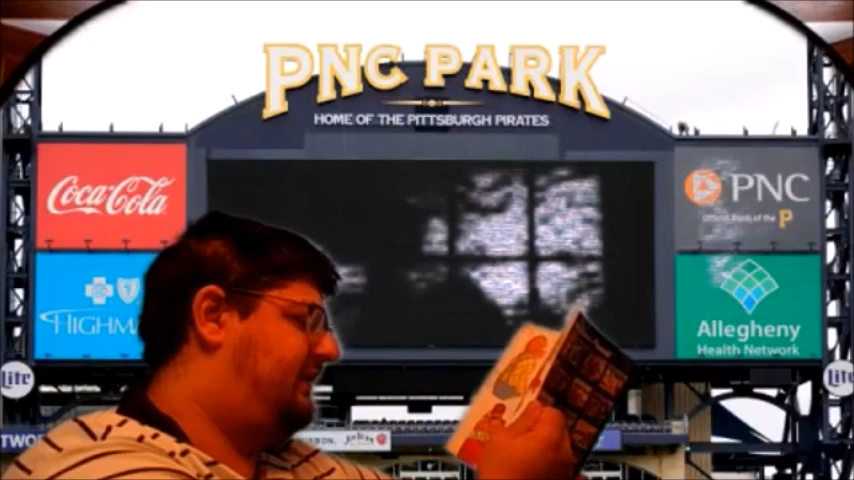 PNC PARK
HOME OF THE PITTSBURGH PIRATES
Coca-Cola
PNC
Official Bank of the P
HIGHM
Allegheny
Health Network
Lite
Lite
TWO